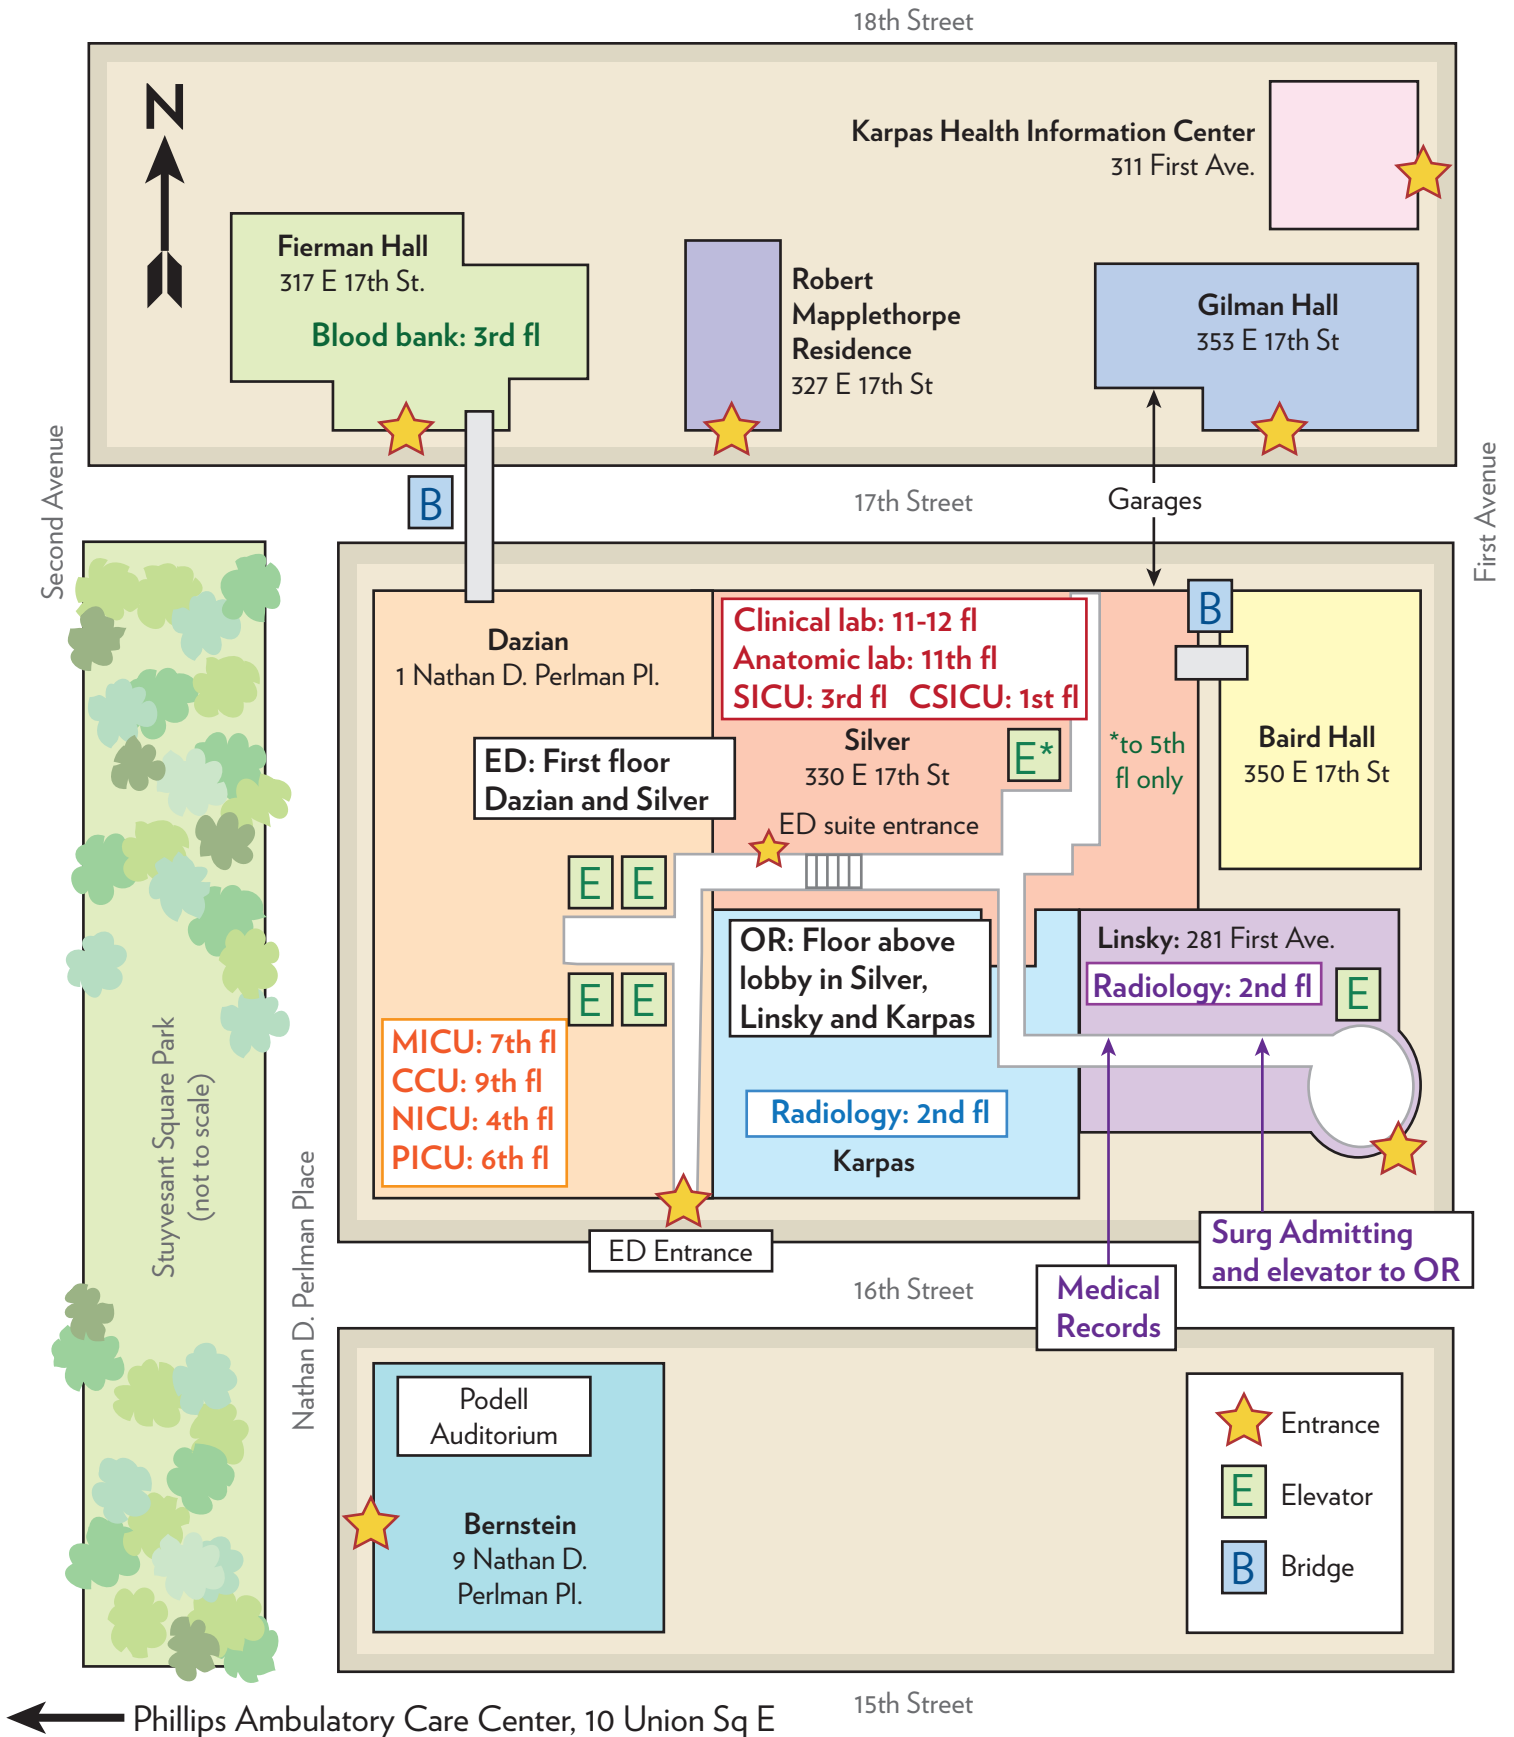 18th Street
N
Karpas Health Information Center
311 First Ave.
Fierman Hall
317 E 17th St.
Blood bank: 3rd fl
Robert
Mapplethorpe
Residence
327 E 17th St
Gilman Hall
353 E 17th St
Second Avenue
First Avenue
B
17th Street
Garages
Dazian
1 Nathan D. Perlman Pl.
Clinical lab: 11-12 fl
Anatomic lab: 11th fl
SICU: 3rd fl CSICU: 1st fl
B
ED: First floor
Dazian and Silver
Silver
330 E 17th St
E*
*to 5th
fl only
Baird Hall
350 E 17th St
ED suite entrance
E E
E E
OR: Floor above
lobby in Silver,
Linsky and Karpas
Linsky: 281 First Ave.
Radiology: 2nd fl
E
MICU: 7th fl
CCU: 9th fl
NICU: 4th fl
PICU: 6th fl
Radiology: 2nd fl
Karpas
Stuyvesant Square Park
(not to scale)
Nathan D. Perlman Place
ED Entrance
Surg Admitting
and elevator to OR
16th Street
Medical
Records
Podell
Auditorium
Bernstein
9 Nathan D.
Perlman Pl.
Entrance
E Elevator
B Bridge
15th Street
Phillips Ambulatory Care Center, 10 Union Sq E